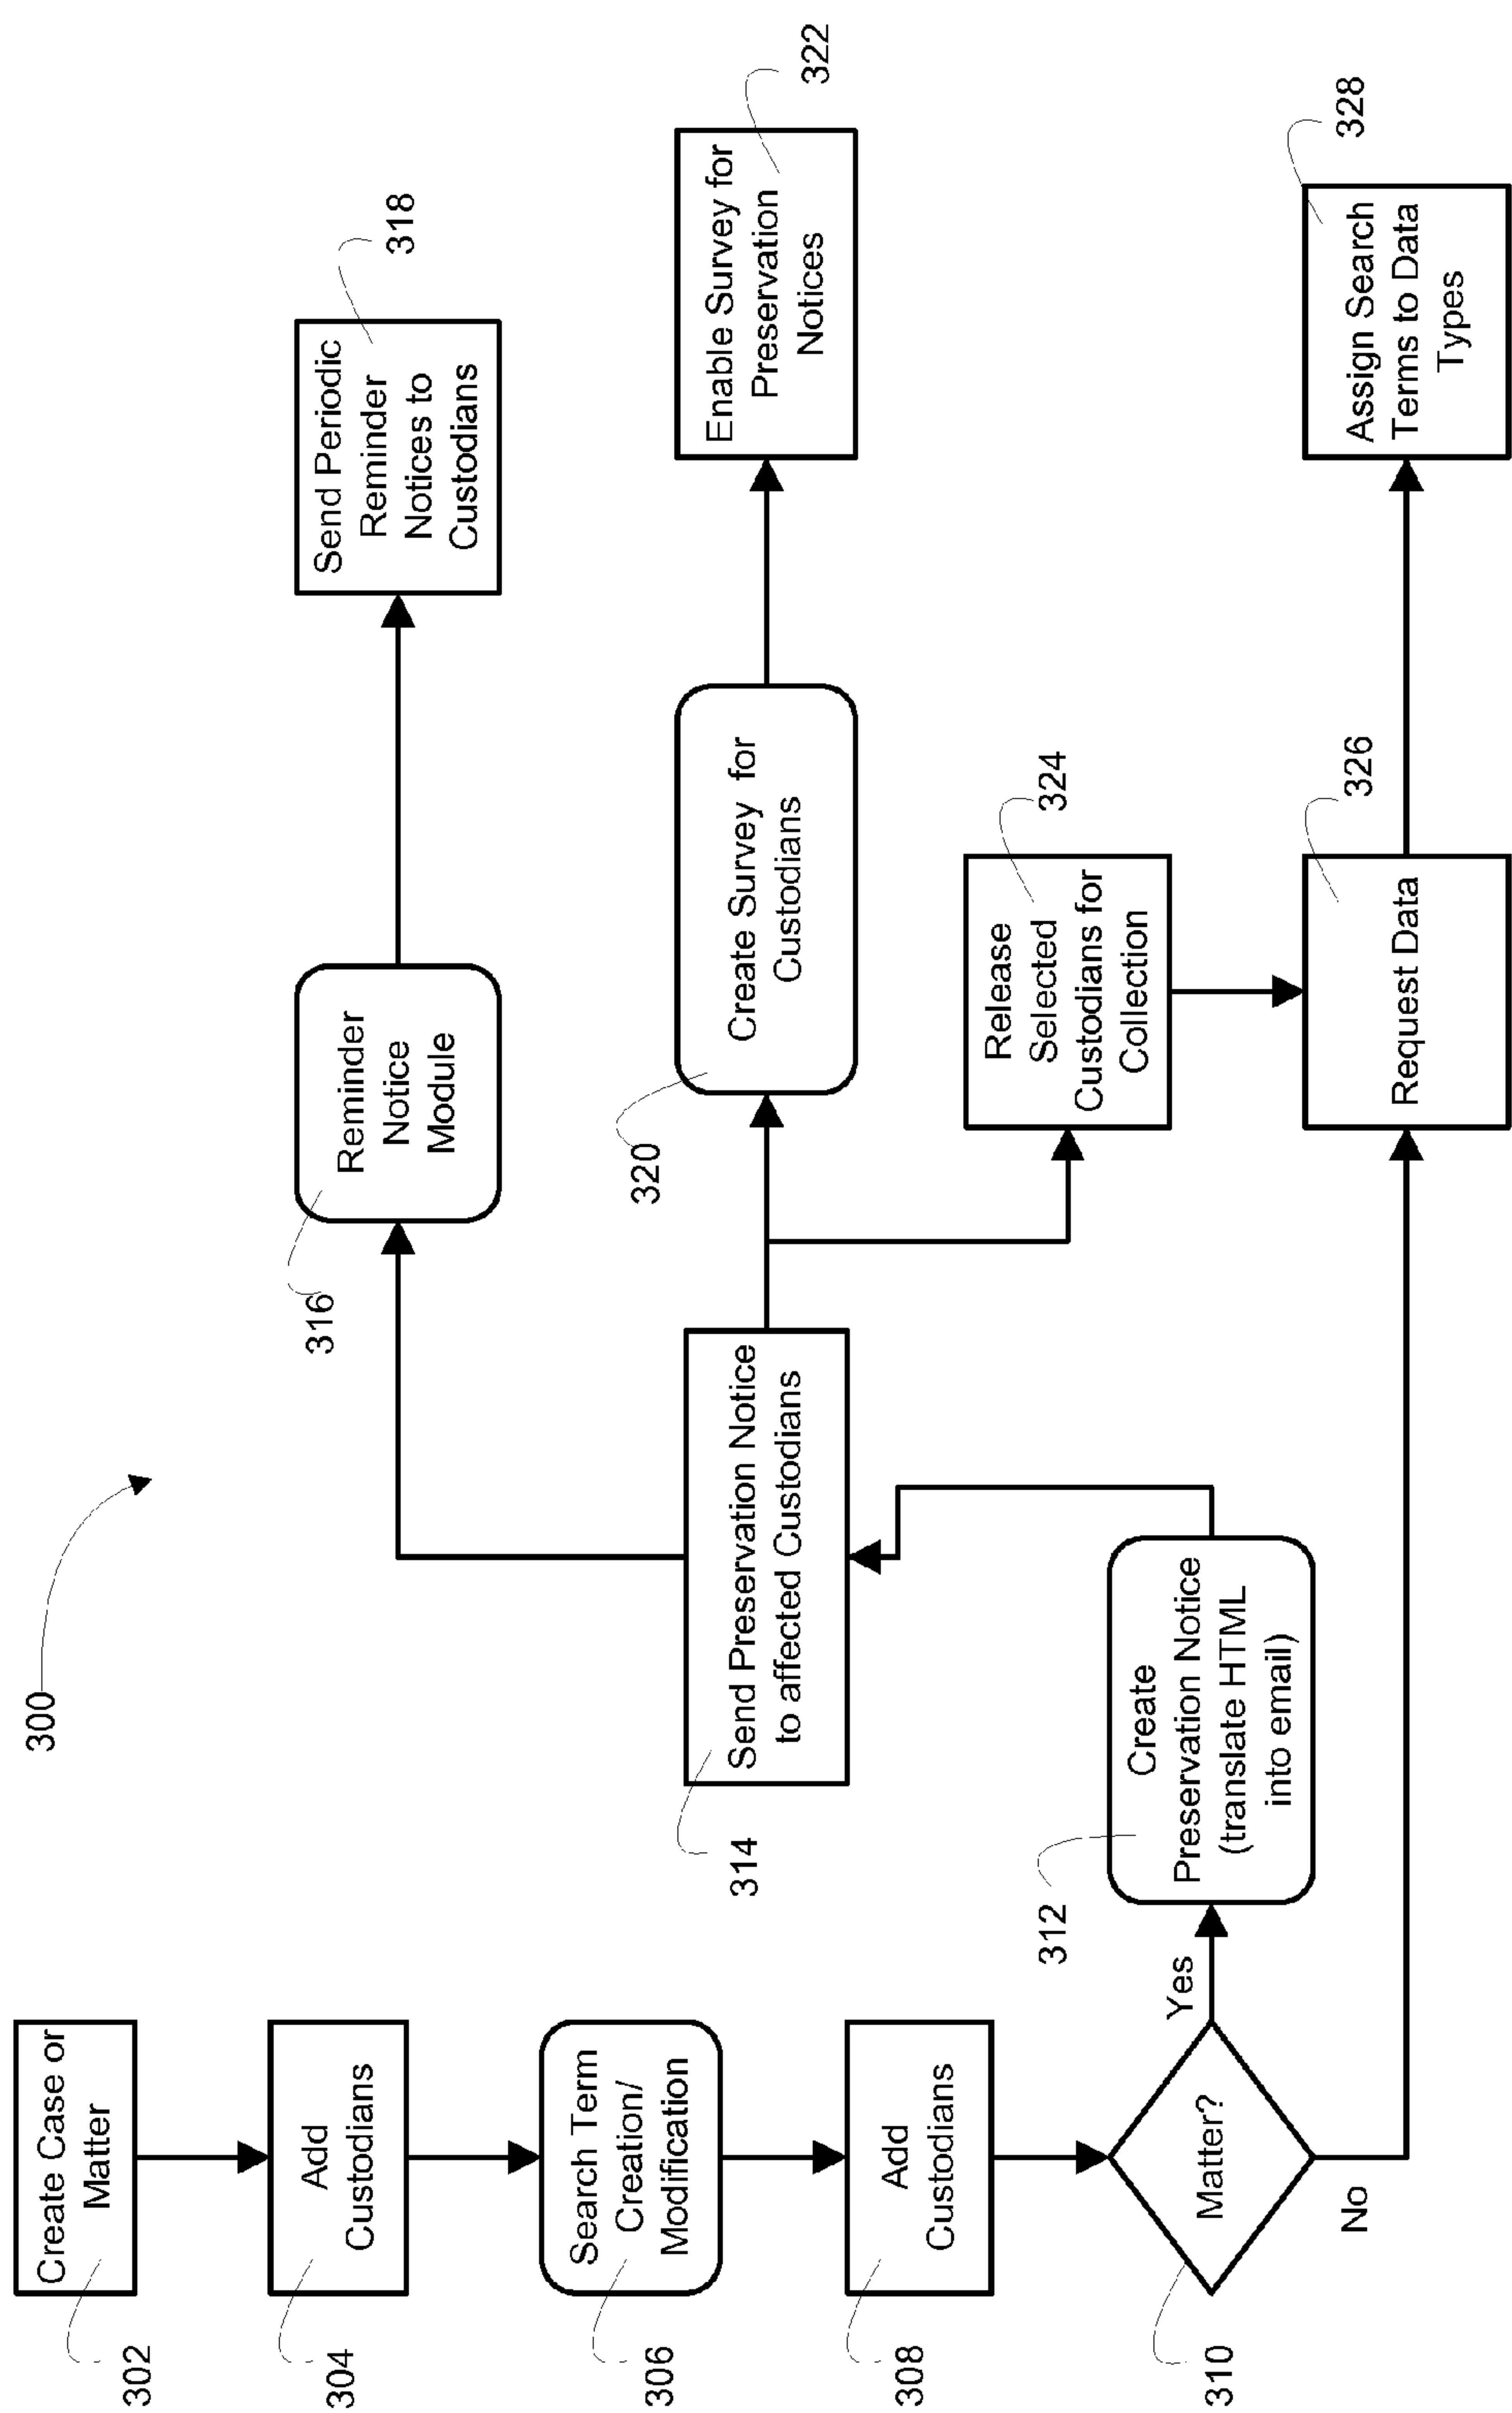 300
302
Create Case or
Matter
304
Add
Custodians
306
Search Term
Creation/
Modification
308
Add
Custodians
310
Matter?
Yes
No
312
Create
Preservation Notice
(translate HTML
into email)
314
Send Preservation Notice
to affected Custodians
316
Reminder
Notice
Module
318
Send Periodic
Reminder
Notices to
Custodians
320
Create Survey for
Custodians
322
Enable Survey for
Preservation
Notices
324
Release
Selected
Custodians for
Collection
326
Request Data
328
Assign Search
Terms to Data
Types